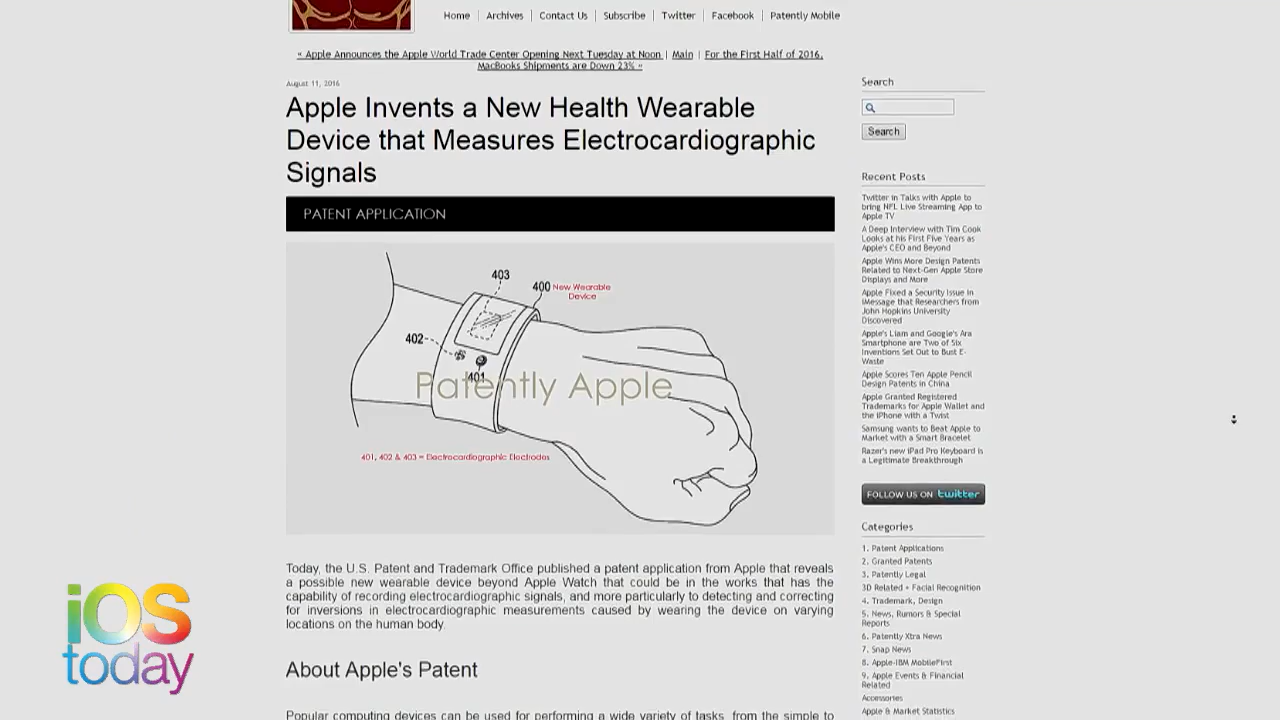 Home | Archives | Contact Us | Subscribe | Twitter | Facebook | Patently Mobile
« Apple Announces the Apple World Trade Center Opening Next Tuesday at Noon | Main | For the First Half of 2016,
MacBooks Shipments are Down 23% »
August 11, 2016
Apple Invents a New Health Wearable
Device that Measures Electrocardiographic
Signals
PATENT APPLICATION
403
400 New Wearable
Device
402
401
Patently Apple
401, 402 & 403 = Electrocardiographic Electrodes
Today, the U.S. Patent and Trademark Office published a patent application from Apple that reveals
a possible new wearable device beyond Apple Watch that could be in the works that has the
capability of recording electrocardiographic signals, and more particularly to detecting and correcting
for inversions in electrocardiographic measurements caused by wearing the device on varying
locations on the human body.
About Apple's Patent
Popular computing devices can be used for performing a wide variety of tasks, from the simple to
Search
Search
Recent Posts
Twitter in Talks with Apple to
bring NFL Live Streaming App to
Apple TV
A Deep Interview with Tim Cook
Looks at his First Five Years as
Apple's CEO and Beyond
Apple Wins More Design Patents
Related to Next-Gen Apple Store
Displays and More
Apple Fixed a Security Issue in
iMessage that Researchers from
John Hopkins University
Discovered
Apple's Liam and Google's Ara
Smartphone are Two of Six
Inventions Set Out to Bust E-
Waste
Apple Scores Ten Apple Pencil
Design Patents in China
Apple Granted Registered
Trademarks for Apple Wallet and
the iPhone with a Twist
Samsung wants to Beat Apple to
Market with a Smart Bracelet
Razer's new iPad Pro Keyboard is
a Legitimate Breakthrough
FOLLOW US ON twitter
Categories
1. Patent Applications
2. Granted Patents
3. Patently Legal
3D Related + Facial Recognition
4. Trademark, Design
5. News, Rumors & Special
Reports
6. Patently Xtra News
7. Snap News
8. Apple-IBM MobileFirst
9. Apple Events & Financial
Related
Accessories
Apple & Market Statistics
iOS
today